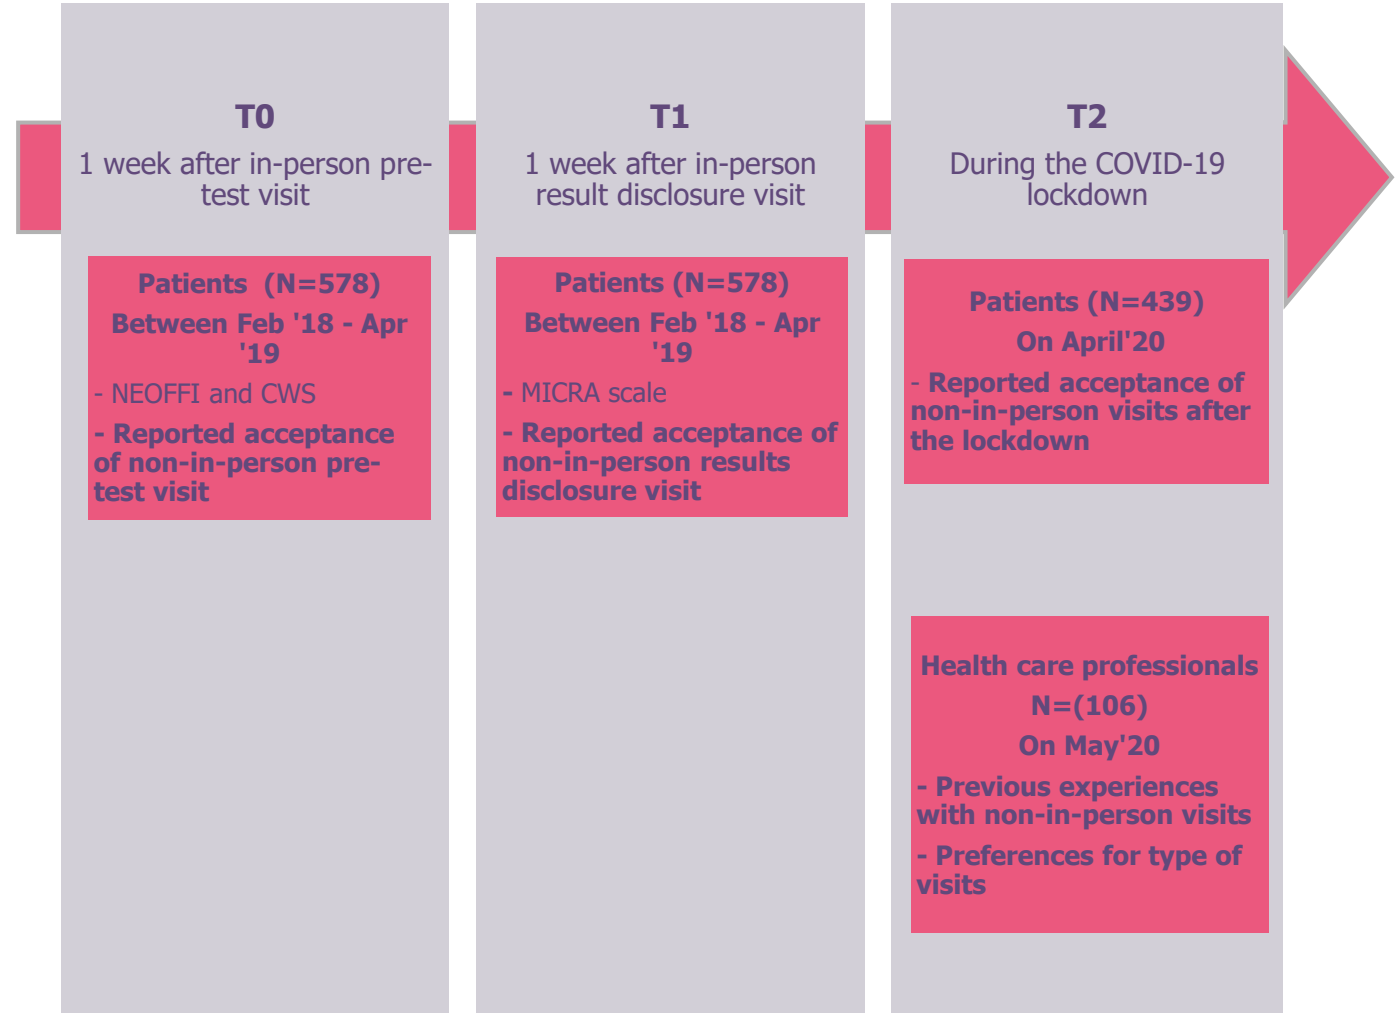 T0
1 week after in-person pre-
test visit
Patients  (N=578)
Between Feb '18 - Apr
'19
- NEOFFI and CWS
- Reported acceptance
of non-in-person pre-
test visit
T1
1 week after in-person
result disclosure visit
Patients (N=578)
Between Feb '18 - Apr
'19
- MICRA scale
- Reported acceptance of
non-in-person results
disclosure visit
T2
During the COVID-19
lockdown
Patients (N=439)
On April'20
- Reported acceptance of
non-in-person visits after
the lockdown
Health care professionals
N=(106)
On May'20
- Previous experiences
with non-in-person visits
- Preferences for type of
visits